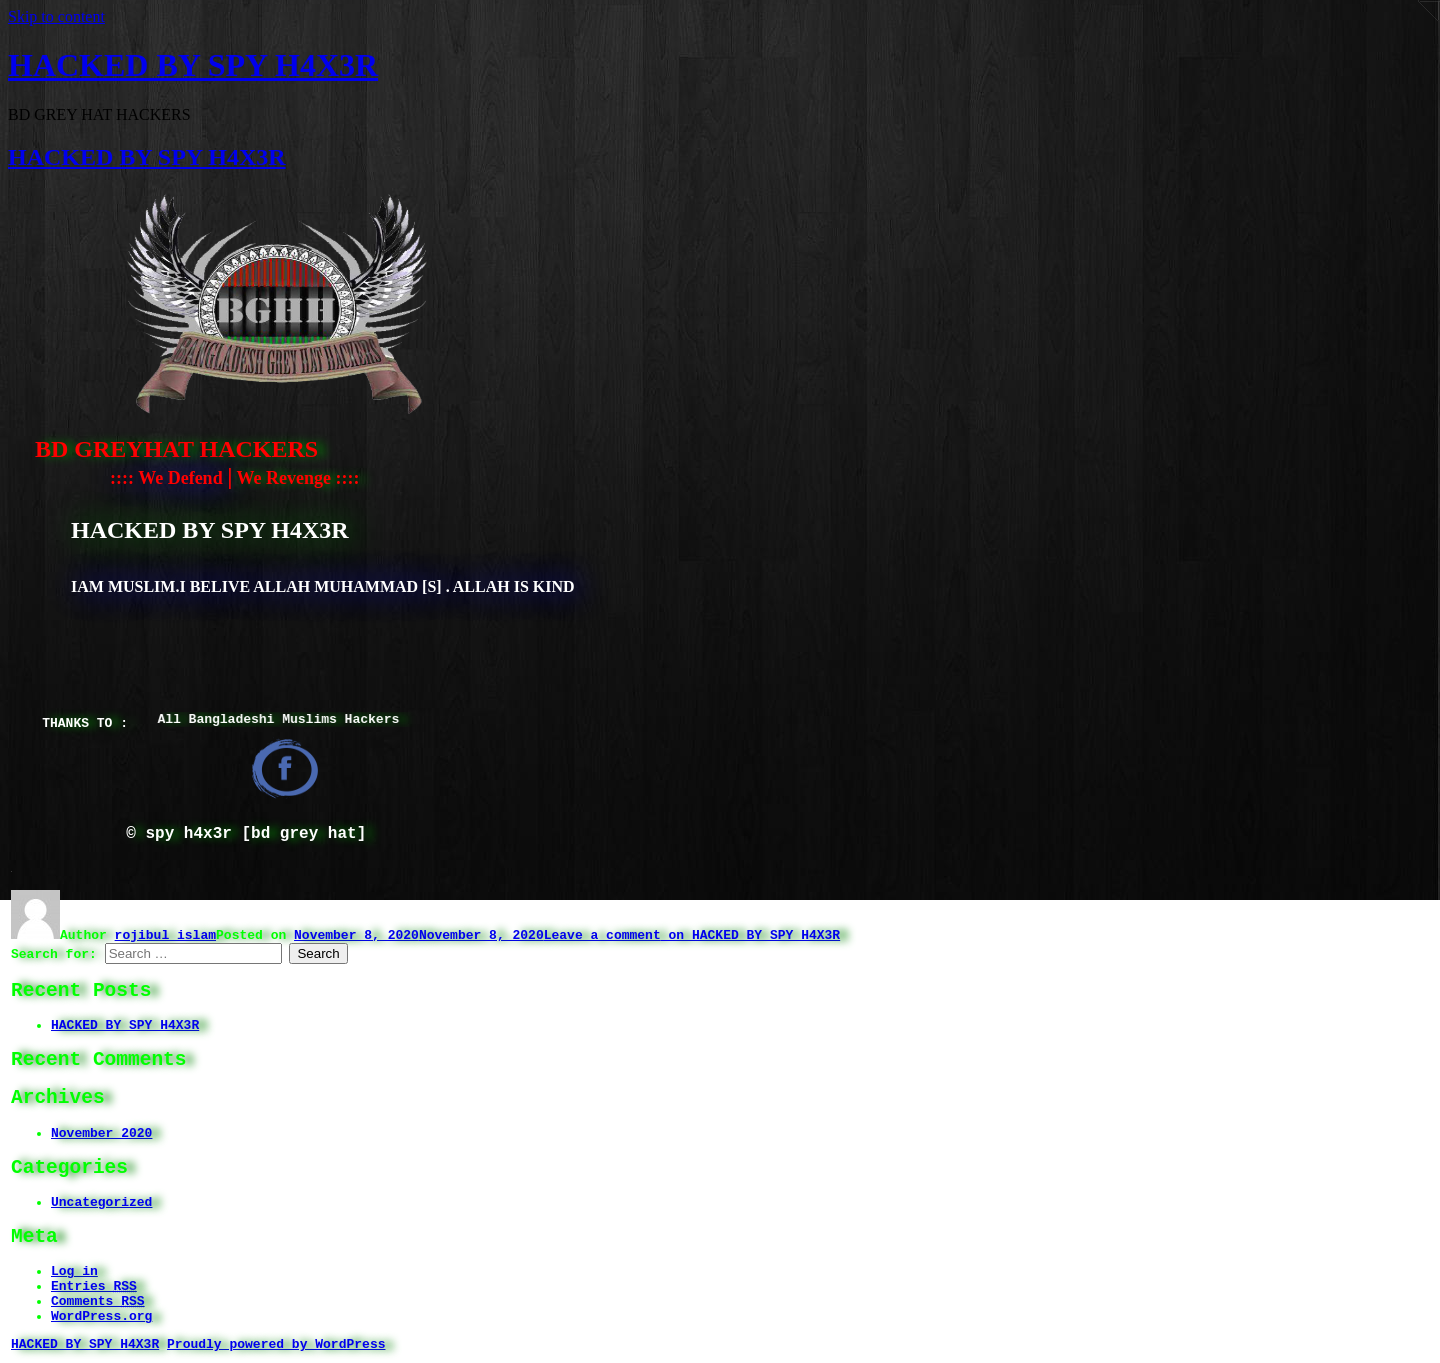 Skip to content
HACKED BY SPY H4X3R
BD GREY HAT HACKERS
HACKED BY SPY H4X3R
BGHH
BANGLADESH GREY HAT HACKERS
BD GREYHAT HACKERS
:::: We Defend | We Revenge ::::
HACKED BY SPY H4X3R
IAM MUSLIM.I BELIVE ALLAH MUHAMMAD [S] . ALLAH IS KIND
THANKS TO : All Bangladeshi Muslims Hackers
f
© spy h4x3r [bd grey hat]
Author rojibul islamPosted on November 8, 2020November 8, 2020Leave a comment on HACKED BY SPY H4X3R
Search for: Search … Search
Recent Posts
HACKED BY SPY H4X3R
Recent Comments
Archives
November 2020
Categories
Uncategorized
Meta
Log in
Entries RSS
Comments RSS
WordPress.org
HACKED BY SPY H4X3R Proudly powered by WordPress